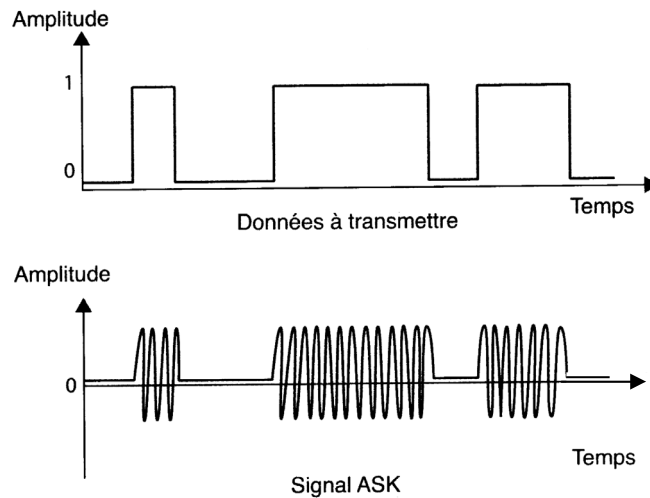 Amplitude
1
0
Temps
Données à transmettre
Amplitude
0
Temps
Signal ASK